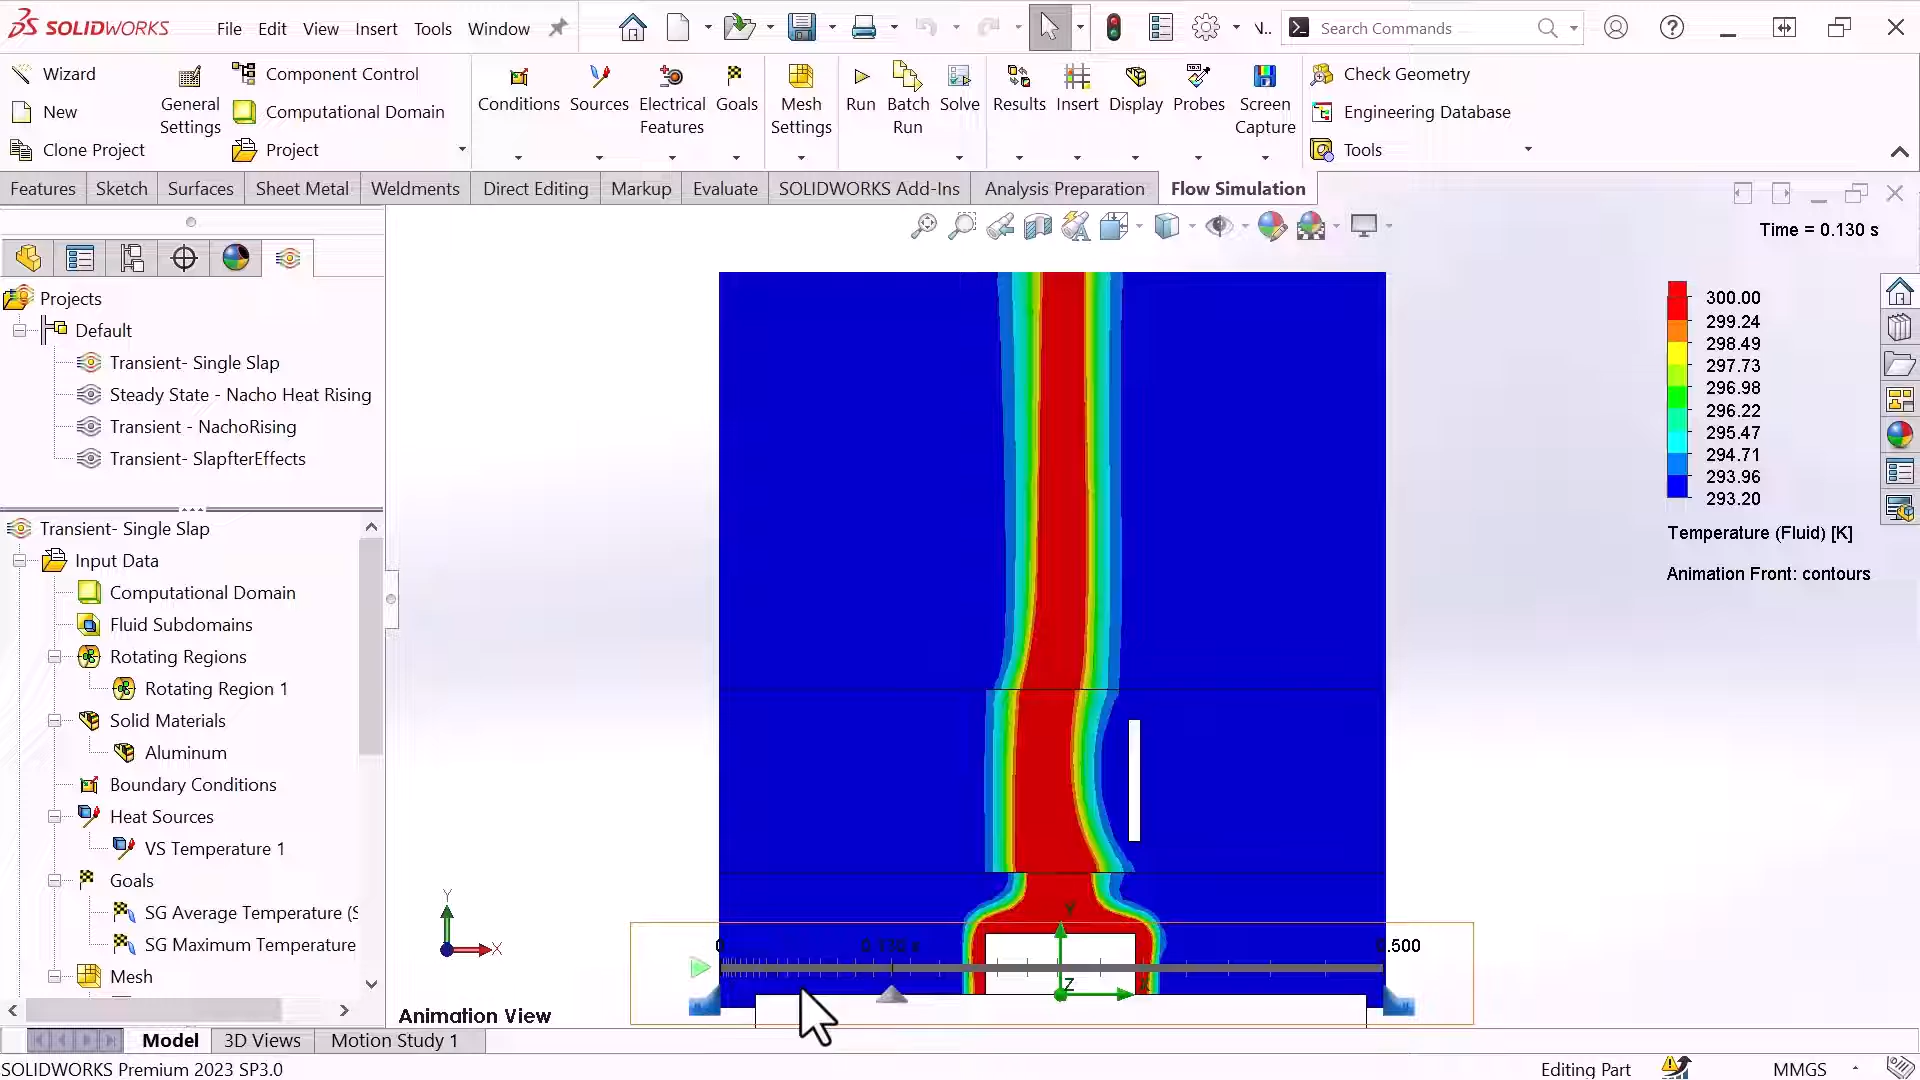 SOLIDWORKS File Edit View Insert Tools Window N.. Search Commands
Wizard
New
Clone Project
General Settings
Component Control
Computational Domain
Project
Conditions Sources Electrical Features Goals
Mesh Settings
Run Batch Run Solve
Results Insert Display Probes Screen Capture
Check Geometry
Engineering Database
Tools
Features Sketch Surfaces Sheet Metal Weldments Direct Editing Markup Evaluate SOLIDWORKS Add-Ins Analysis Preparation Flow Simulation
Time = 0.130 s
Projects
Default
Transient- Single Slap
Steady State - Nacho Heat Rising
Transient - NachoRising
Transient- SlapfterEffects
Transient- Single Slap
Input Data
Computational Domain
Fluid Subdomains
Rotating Regions
Rotating Region 1
Solid Materials
Aluminum
Boundary Conditions
Heat Sources
VS Temperature 1
Goals
SG Average Temperature (S
SG Maximum Temperature
Mesh
300.00
299.24
298.49
297.73
296.98
296.22
295.47
294.71
293.96
293.20
Temperature (Fluid) [K]
Animation Front: contours
Y
X
Y
Z
X
0 0.130 s 0.500
Animation View
Model 3D Views Motion Study 1
SOLIDWORKS Premium 2023 SP3.0 Editing Part MMGS